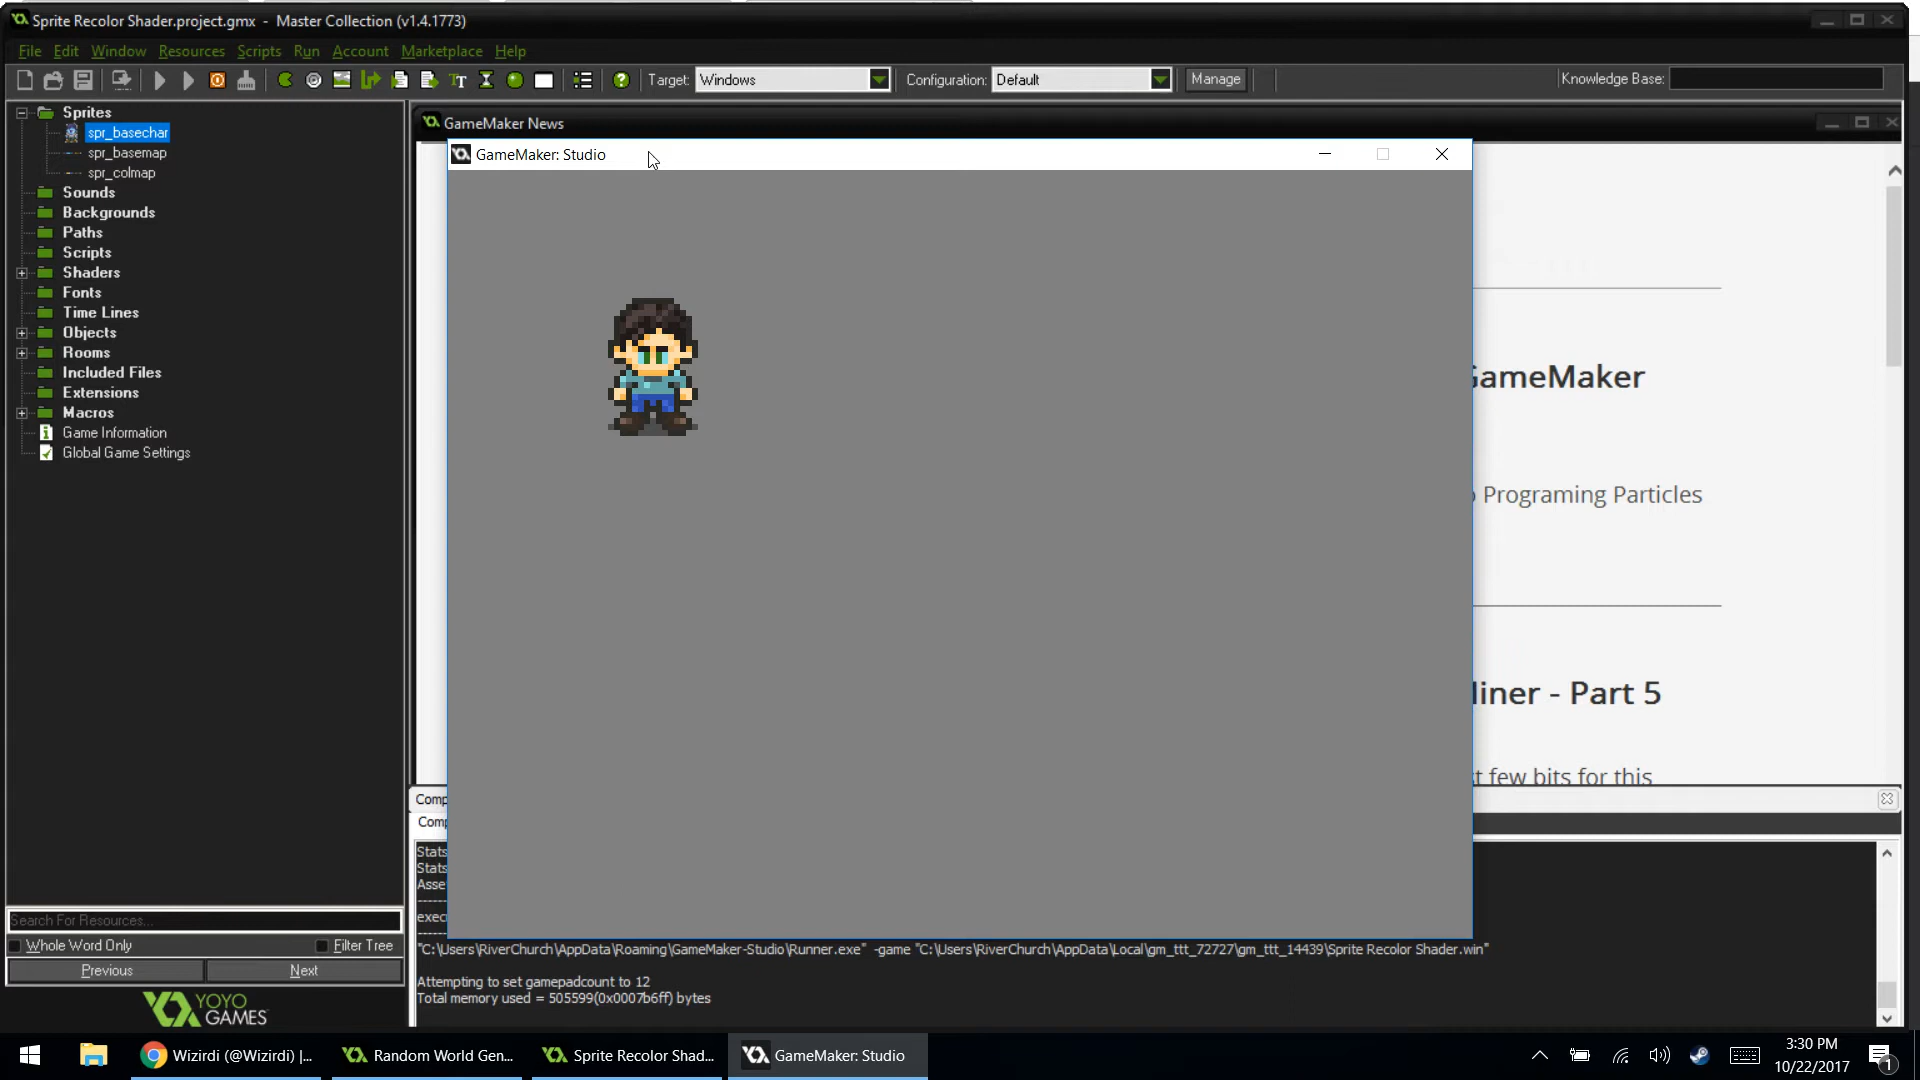 Sprite Recolor Shader.project.gmx  -  Master Collection (v1.4.1773)
File Edit Window Resources Scripts Run Account Marketplace Help
Target: Windows Configuration: Default Manage Knowledge Base:
Sprites
spr_basechar
spr_basemap
spr_colmap
Sounds
Backgrounds
Paths
Scripts
Shaders
Fonts
Time Lines
Objects
Rooms
Included Files
Extensions
Macros
Game Information
Global Game Settings
Search For Resources...
Whole Word Only Filter Tree
Previous Next
YOYO
GAMES
GameMaker News
GameMaker: Studio
GameMaker
Programing Particles
- Part 5
few bits for this
Comp
Comp
Stats
Stats
Asse
-------
exec
-------
"C:\Users\RiverChurch\AppData\Roaming\GameMaker-Studio\Runner.exe"  -game "C:\Users\RiverChurch\AppData\Local\gm_ttt_72727\gm_ttt_14439\Sprite Recolor Shader.win"
Attempting to set gamepadcount to 12
Total memory used = 505599(0x0007b6ff) bytes
Wizirdi (@Wizirdi) |... Random World Gen... Sprite Recolor Shad... GameMaker: Studio
3:30 PM
10/22/2017
1